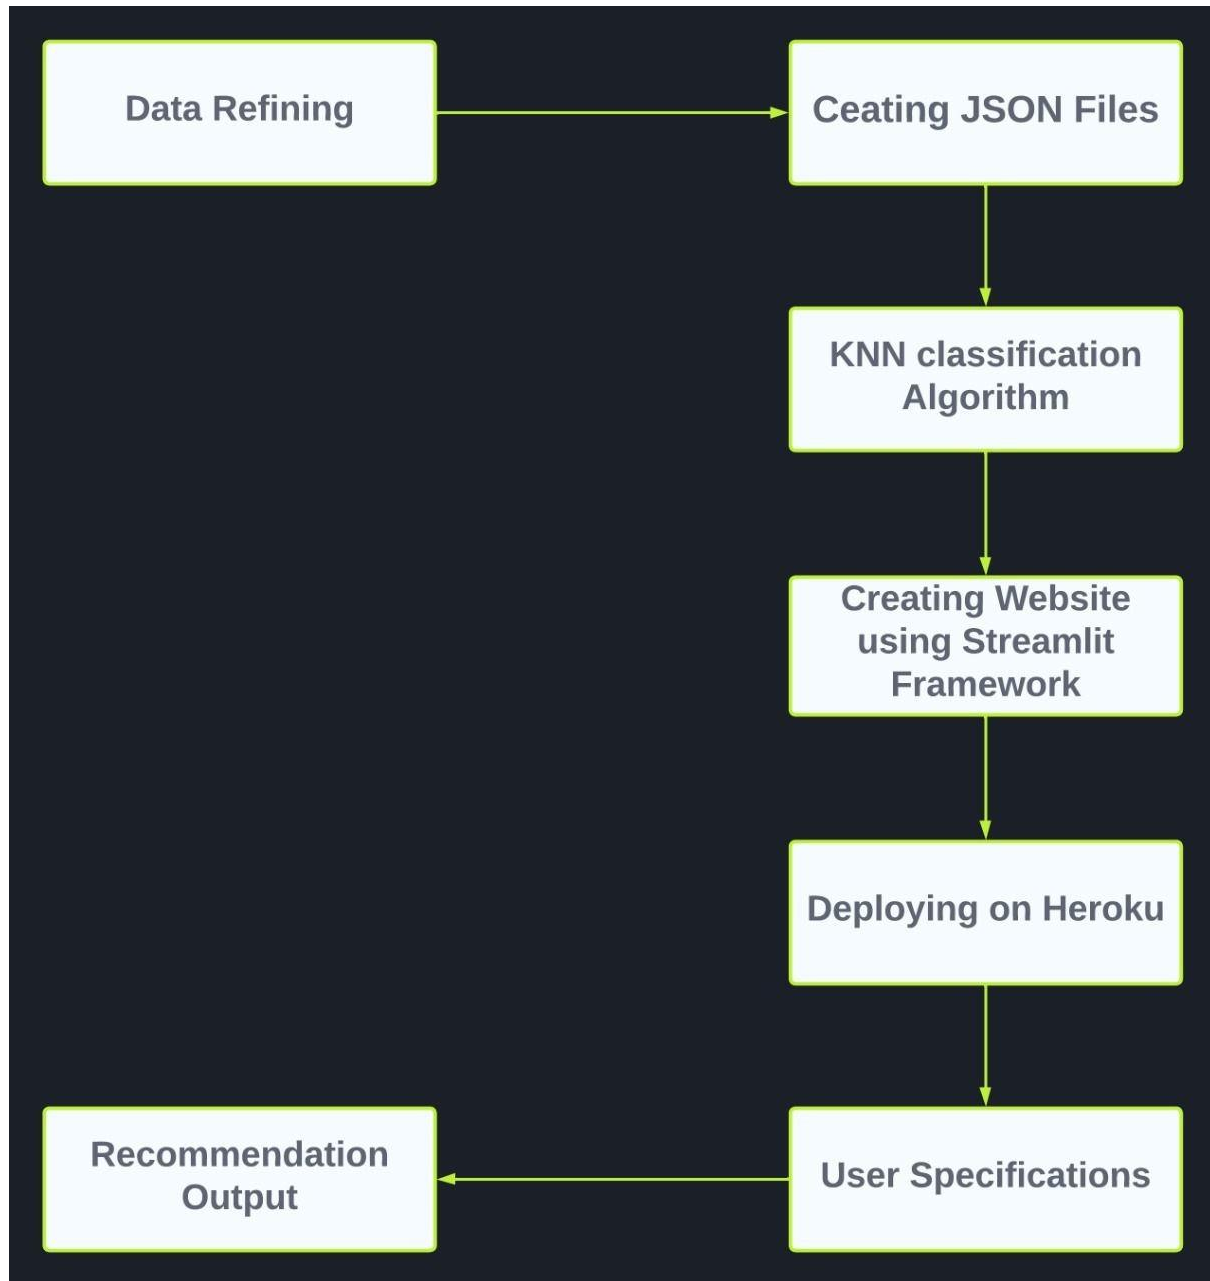 Data Refining
Ceating JSON Files
KNN classification
Algorithm
Creating Website
using Streamlit
Framework
Deploying on Heroku
User Specifications
Recommendation
Output